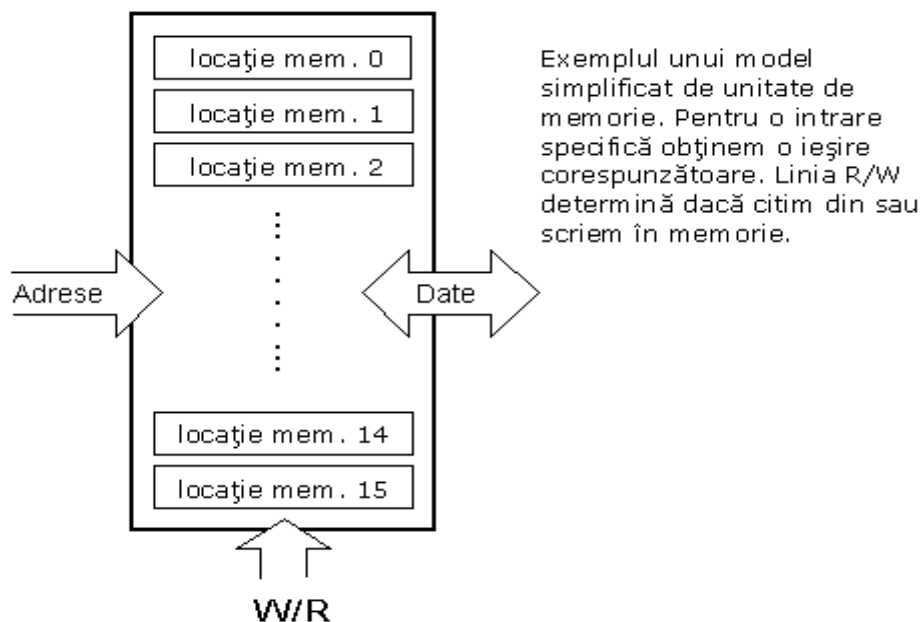 locaţie mem. 0
locaţie mem. 1
locaţie mem. 2
Adrese
Date
locaţie mem. 14
locaţie mem. 15
W/R
Exemplul unui model
simplificat de unitate de
memorie. Pentru o intrare
specifică obţinem o ieşire
corespunzătoare. Linia R/W
determină dacă citim din sau
scriem în memorie.